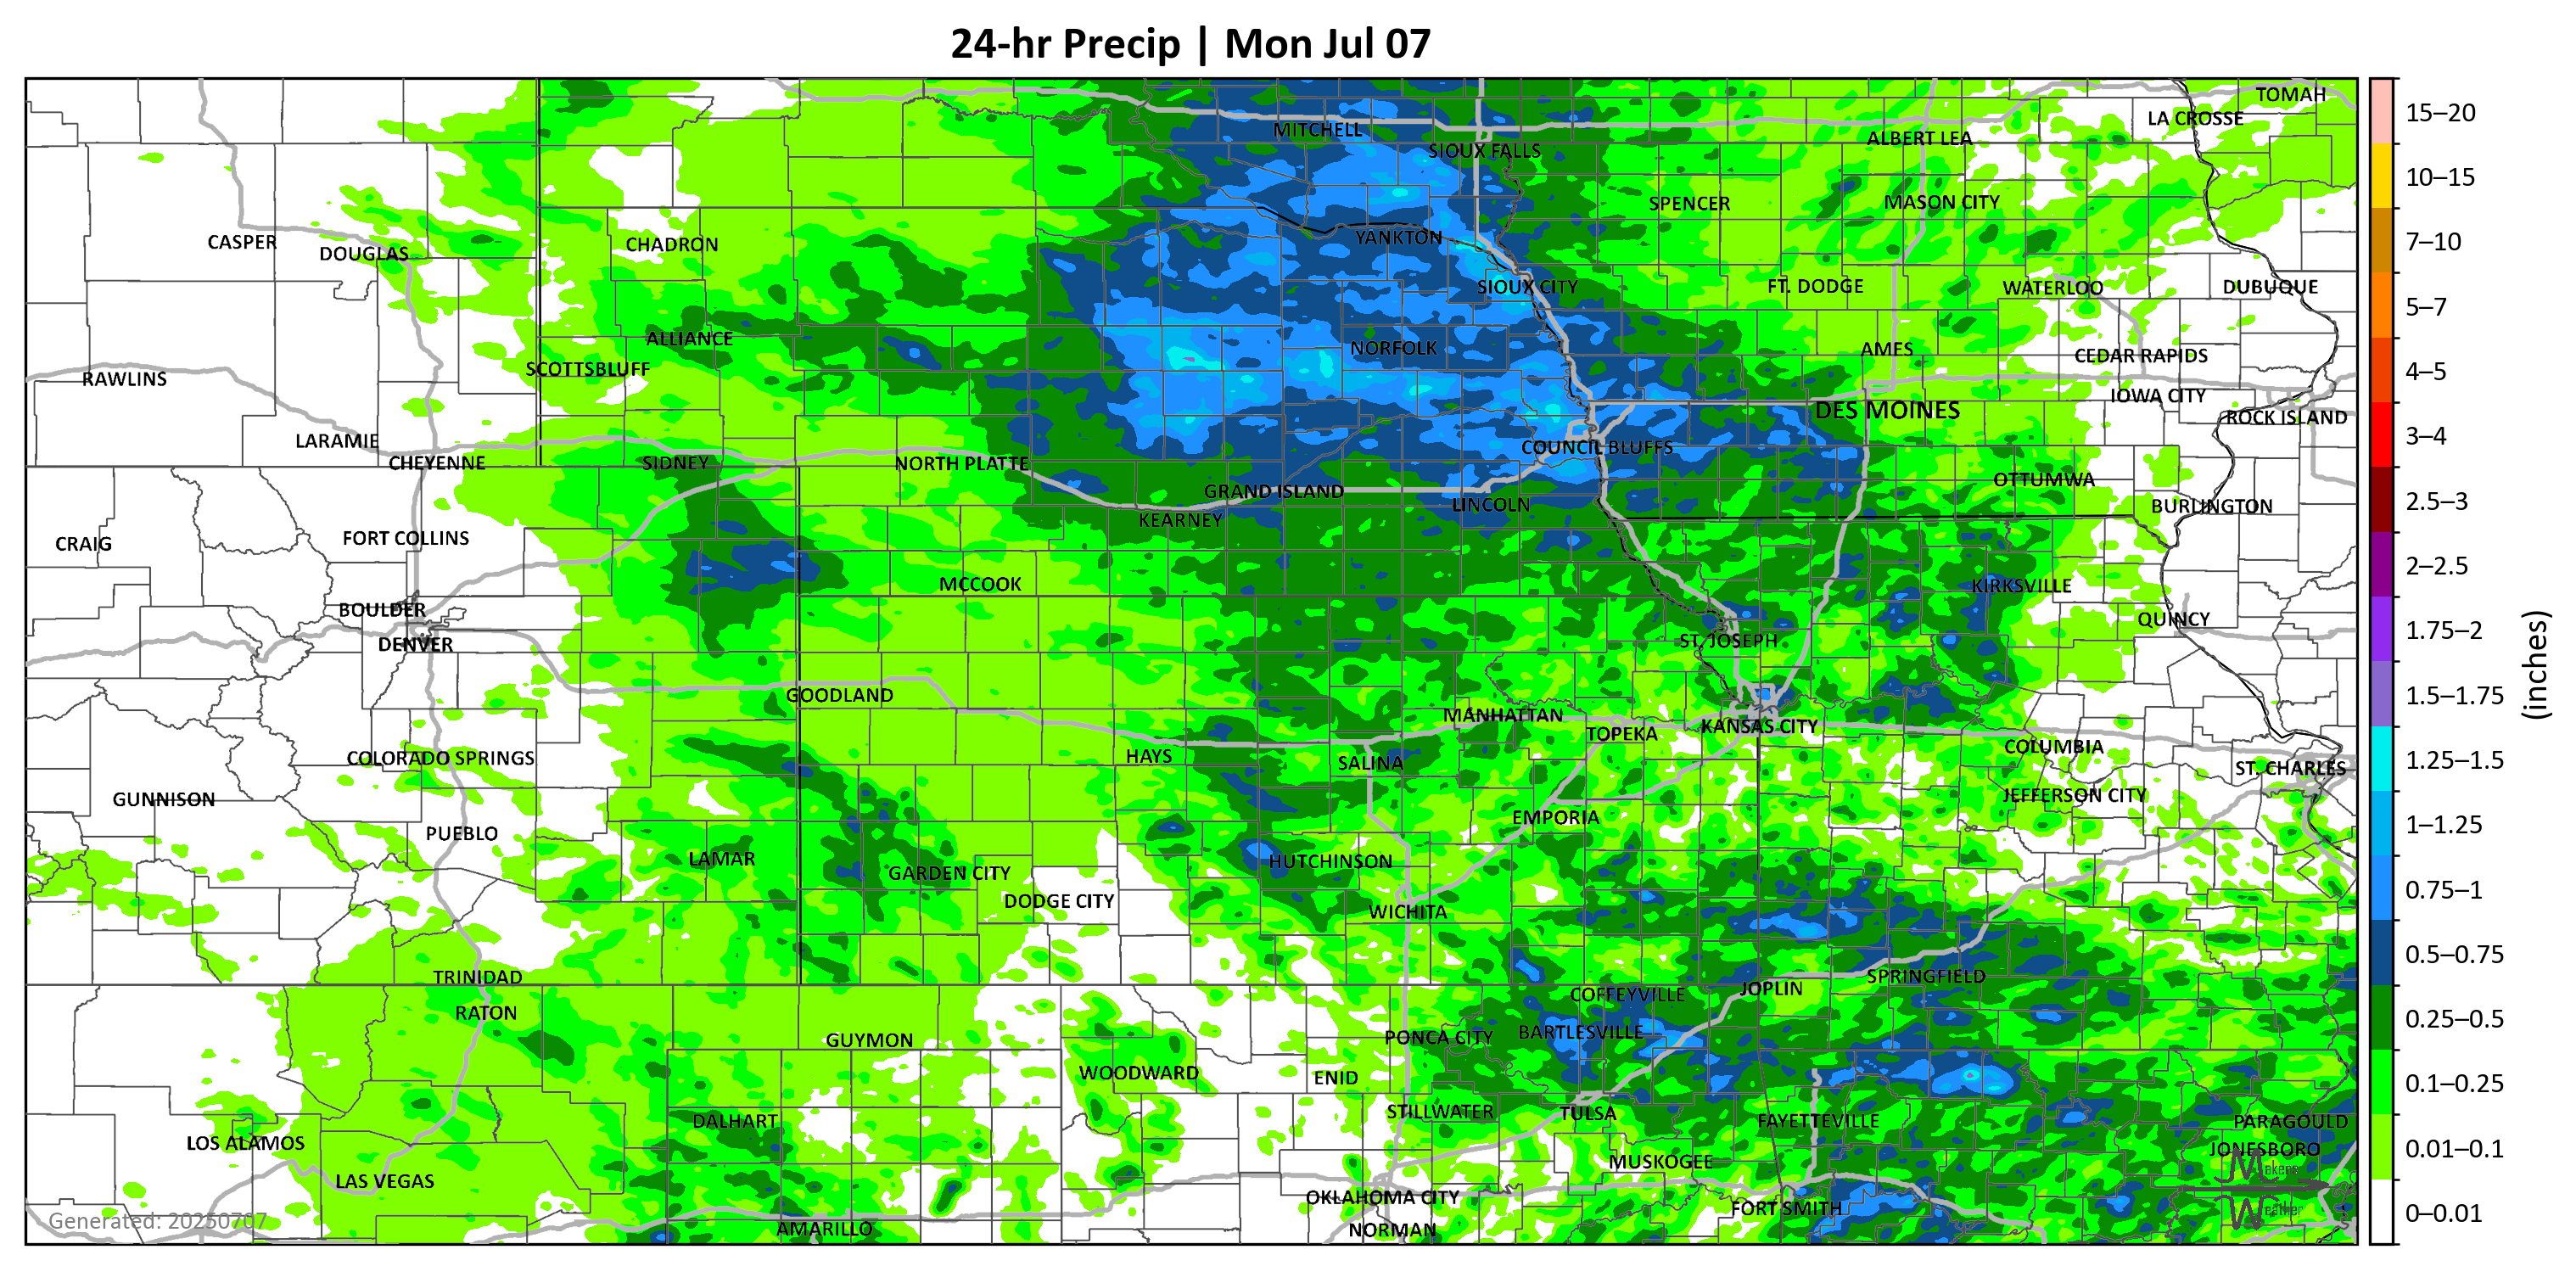 24-hr Precip | Mon Jul 07
TOMAH
LA CROSSE
MITCHELL
ALBERT LEA
SIOUX FALLS
SPENCER
MASON CITY
CASPER
DOUGLAS
CHADRON
YANKTON
SIOUX CITY
FT. DODGE
WATERLOO
DUBUQUE
ALLIANCE
NORFOLK
AMES
CEDAR RAPIDS
SCOTTSBLUFF
RAWLINS
IOWA CITY
DES MOINES
ROCK ISLAND
LARAMIE
COUNCIL BLUFFS
CHEYENNE
SIDNEY
NORTH PLATTE
OTTUMWA
GRAND ISLAND
LINCOLN
BURLINGTON
KEARNEY
FORT COLLINS
CRAIG
MCCOOK
KIRKSVILLE
BOULDER
QUINCY
DENVER
ST. JOSEPH
GOODLAND
MANHATTAN
KANSAS CITY
TOPEKA
COLUMBIA
COLORADO SPRINGS
HAYS
SALINA
ST. CHARLES
GUNNISON
JEFFERSON CITY
EMPORIA
PUEBLO
LAMAR
HUTCHINSON
GARDEN CITY
DODGE CITY
WICHITA
TRINIDAD
SPRINGFIELD
JOPLIN
COFFEYVILLE
RATON
BARTLESVILLE
PONCA CITY
GUYMON
WOODWARD
ENID
STILLWATER
TULSA
DALHART
FAYETTEVILLE
PARAGOULD
LOS ALAMOS
JONESBORO
MUSKOGEE
LAS VEGAS
OKLAHOMA CITY
FORT SMITH
AMARILLO
NORMAN
Generated: 20250707
Makens
Weather
15–20
10–15
7–10
5–7
4–5
3–4
2.5–3
2–2.5
1.75–2
1.5–1.75
1.25–1.5
1–1.25
0.75–1
0.5–0.75
0.25–0.5
0.1–0.25
0.01–0.1
0–0.01
(inches)